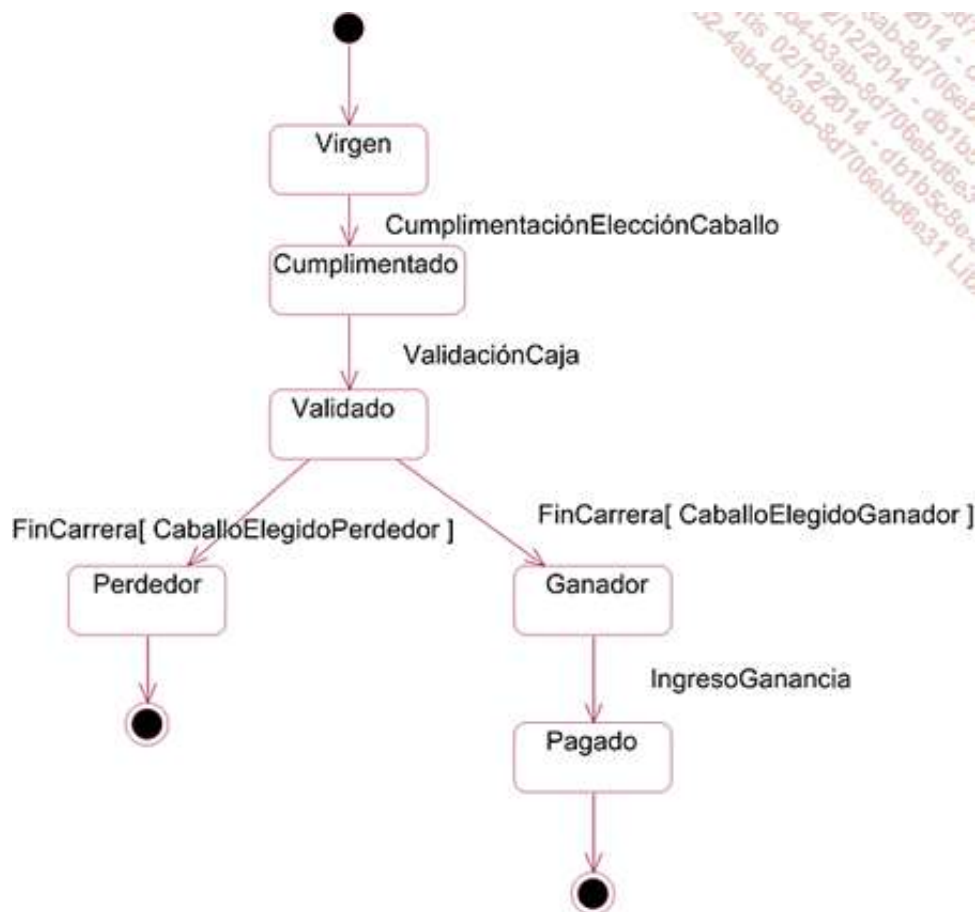 Virgen
CumplimentaciónElecciónCaballo
Cumplimentado
ValidaciónCaja
Validado
FinCarrera[ CaballoElegidoPerdedor ]
FinCarrera[ CaballoElegidoGanador ]
Perdedor
Ganador
IngresoGanancia
Pagado